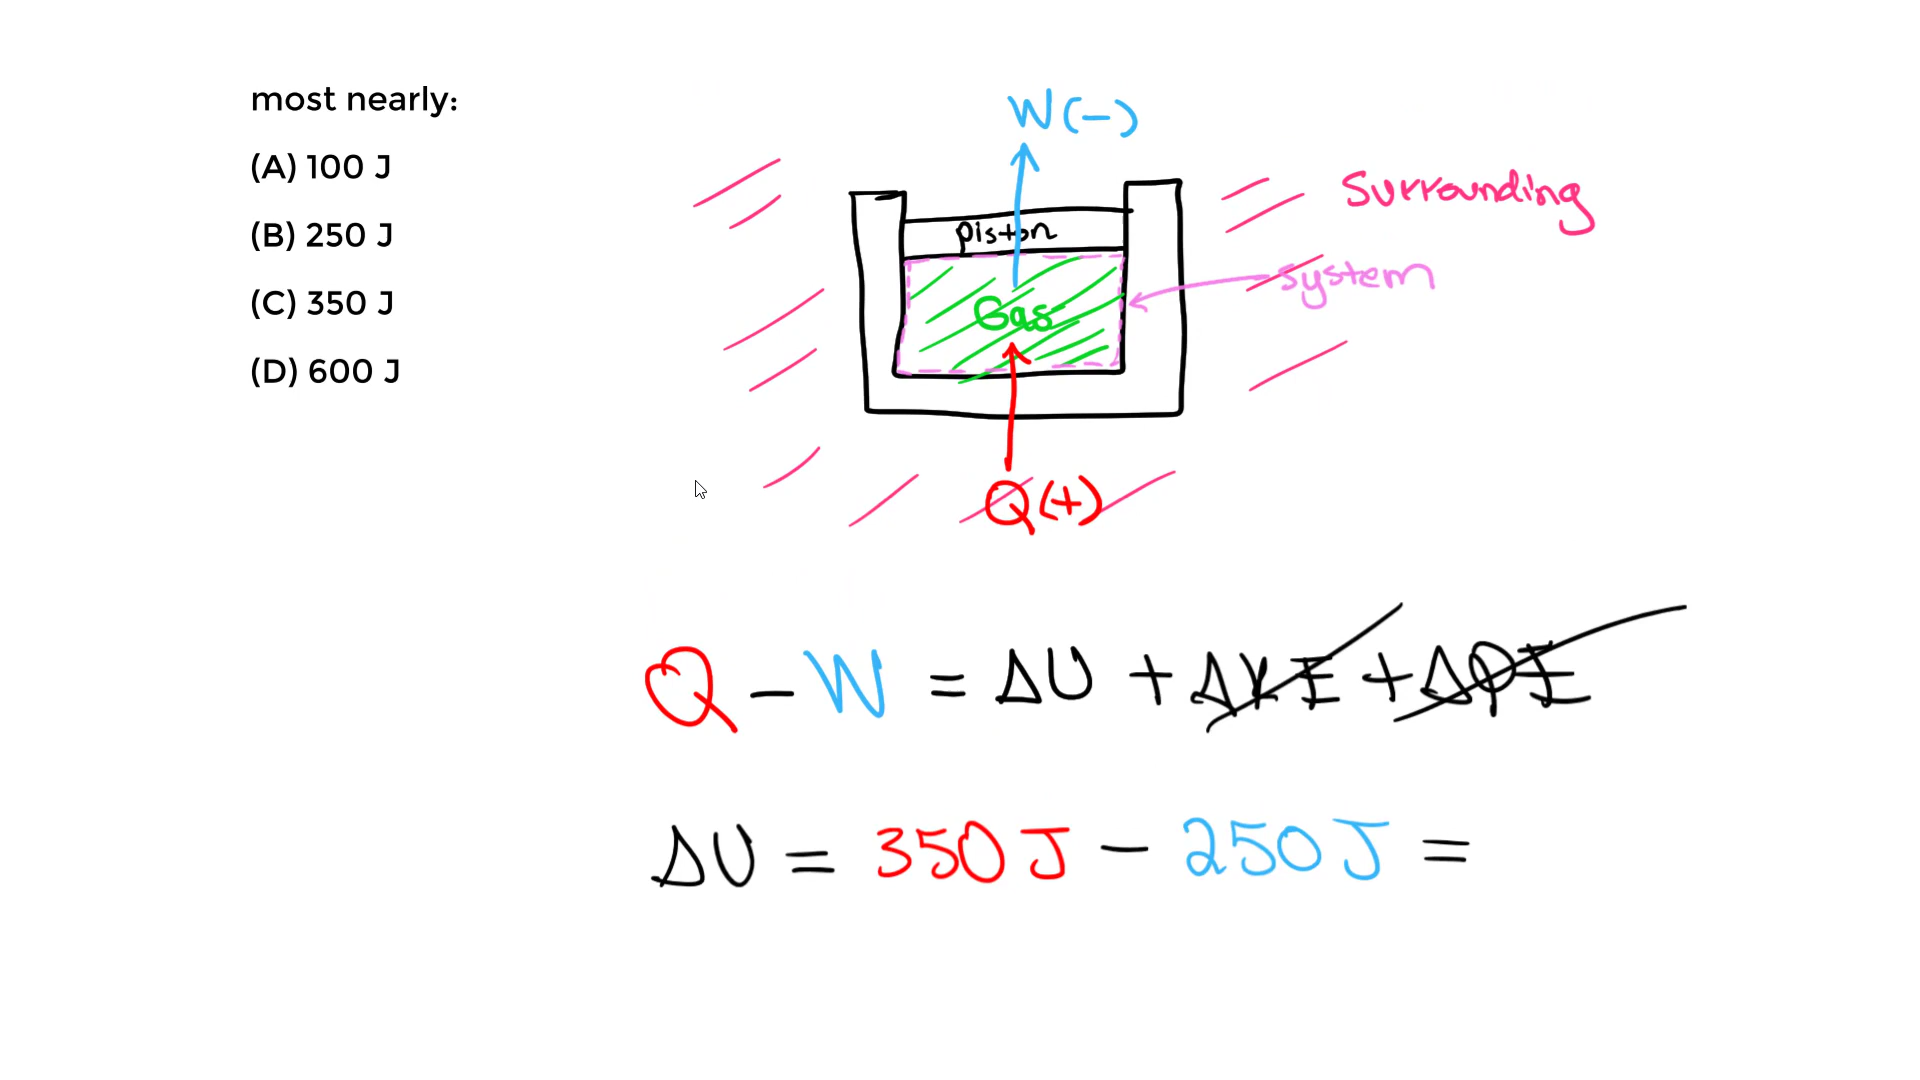 most nearly:
(A) 100 J
(B) 250 J
(C) 350 J
(D) 600 J
W(-)
Surrounding
piston
system
Gas
Q(+)
Q - W = ΔU + ΔKE + ΔPE
ΔU = 350 J - 250 J =